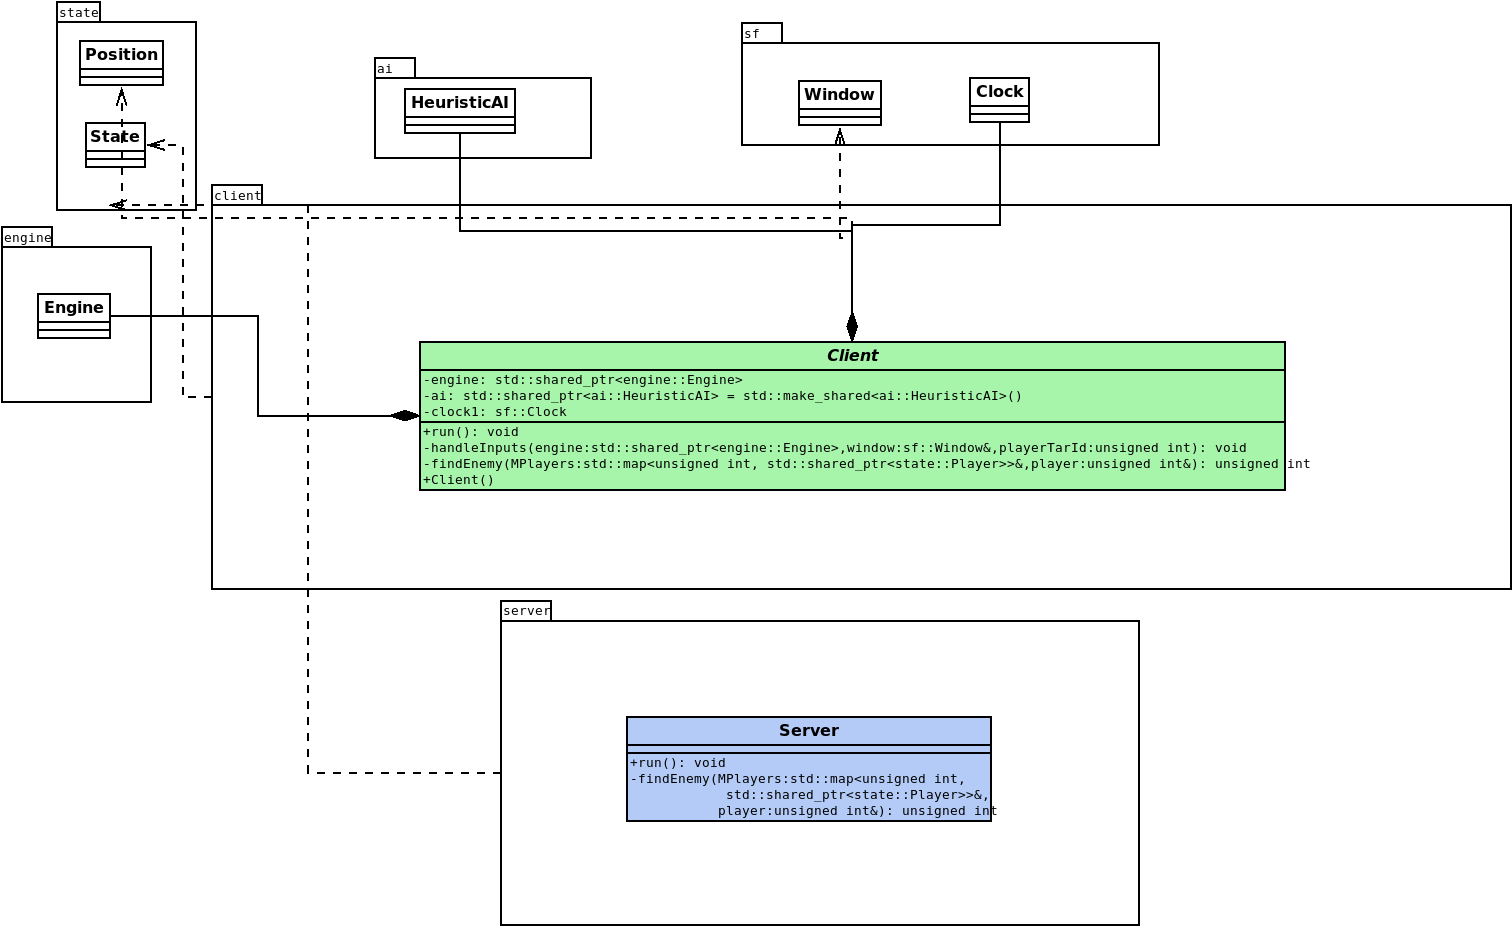 state
Position
State
ai
HeuristicAI
sf
Window
Clock
client
engine
Engine
Client
-engine: std::shared_ptr<engine::Engine>
-ai: std::shared_ptr<ai::HeuristicAI> = std::make_shared<ai::HeuristicAI>()
-clock1: sf::Clock
+run(): void
-handleInputs(engine:std::shared_ptr<engine::Engine>,window:sf::Window&,playerTarId:unsigned int): void
-findEnemy(MPlayers:std::map<unsigned int, std::shared_ptr<state::Player>>&,player:unsigned int&): unsigned int
+Client()
server
Server
+run(): void
-findEnemy(MPlayers:std::map<unsigned int,
std::shared_ptr<state::Player>>&,
player:unsigned int&): unsigned int